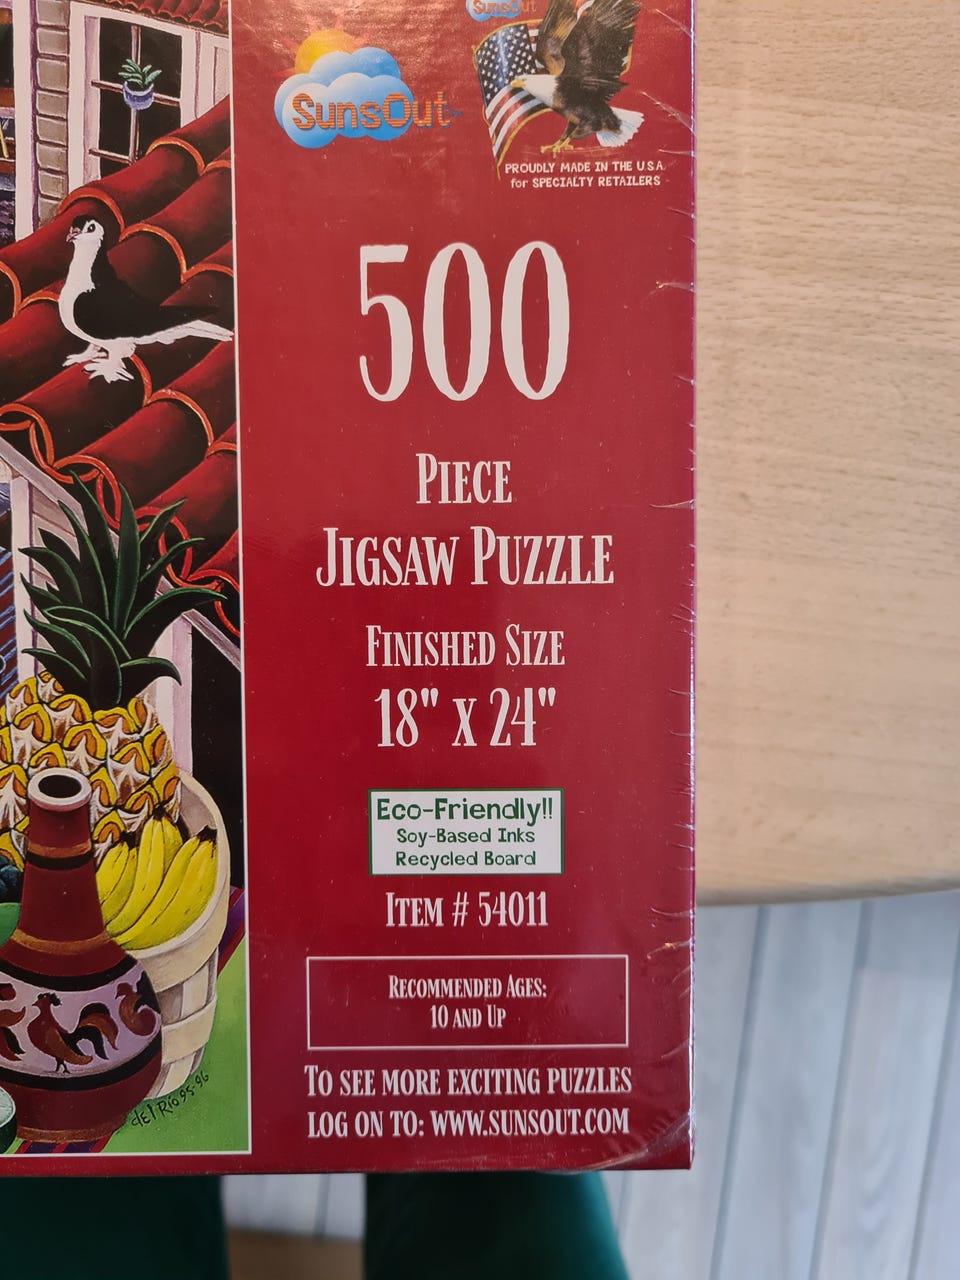 SunsOut
SunsOut
PROUDLY MADE IN THE U.S.A.
for SPECIALTY RETAILERS
500
PIECE
JIGSAW PUZZLE
FINISHED SIZE
18" X 24"
Eco-Friendly!!
Soy-Based Inks
Recycled Board
ITEM # 54011
RECOMMENDED AGES:
10 AND UP
TO SEE MORE EXCITING PUZZLES
LOG ON TO: WWW.SUNSOUT.COM
del Rio 95-96